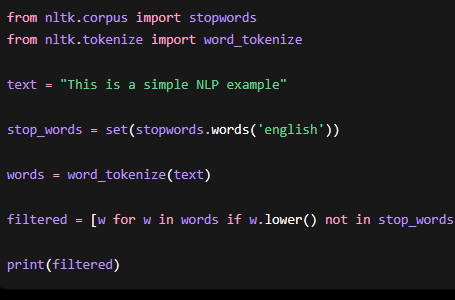 from nltk.corpus import stopwords
from nltk.tokenize import word_tokenize
text = "This is a simple NLP example"
stop_words = set(stopwords.words('english'))
words = word_tokenize(text)
filtered = [w for w in words if w.lower() not in stop_words
print(filtered)